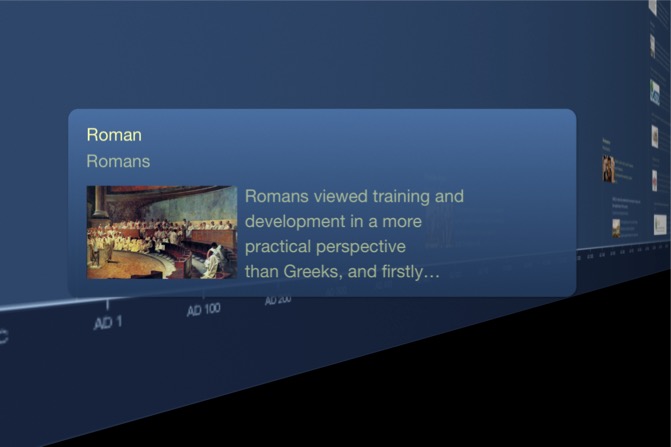 Roman
Romans
Romans viewed training and
development in a more
practical perspective
than Greeks, and firstly…
C
AD 1
AD 100
AD 200